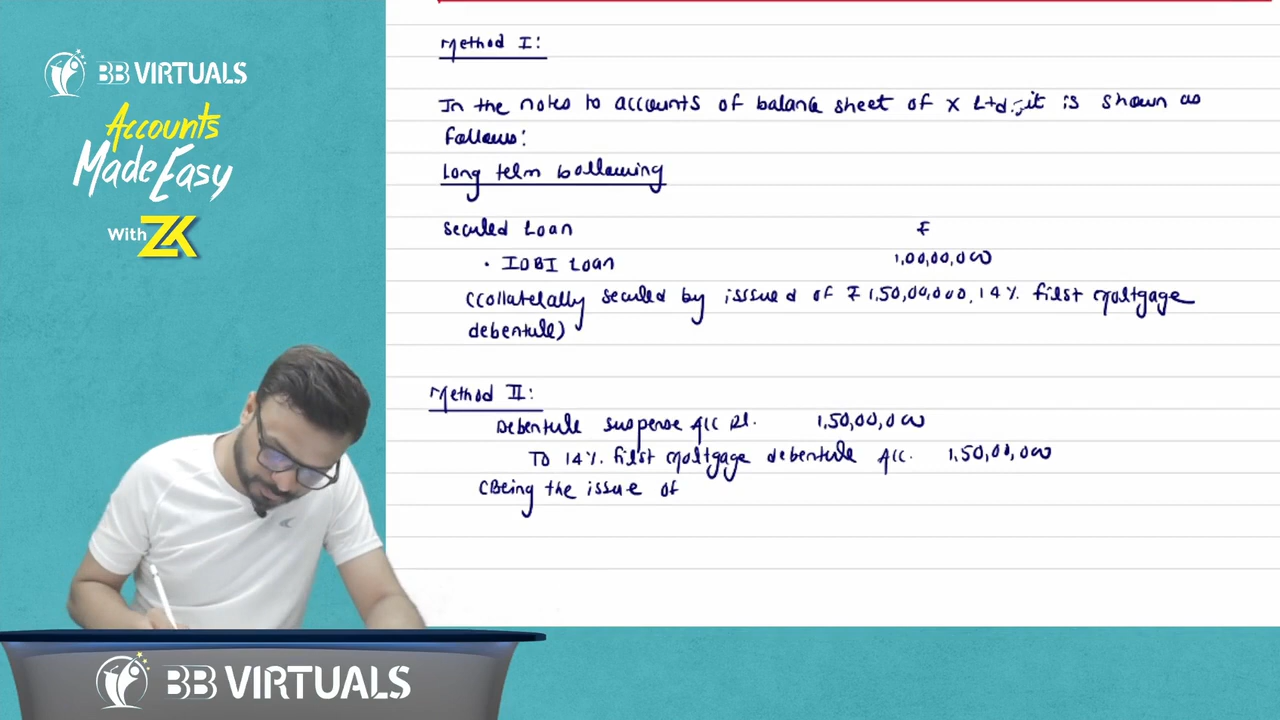 BB VIRTUALS
Accounts
Made Easy
With ZK
Method I:
In the notes to accounts of balance sheet of X Ltd., it is shown as
follows:
Long term borrowing
Secured Loan ₹
• IDBI Loan 1,00,00,000
(Collaterally secured by isssued of ₹ 1,50,00,000, 14% first mortgage
debenture)
Method II:
Debenture suspense A/c Dr. 1,50,00,000
To 14% first mortgage debenture A/c. 1,50,00,000
(Being the issue of
BB VIRTUALS